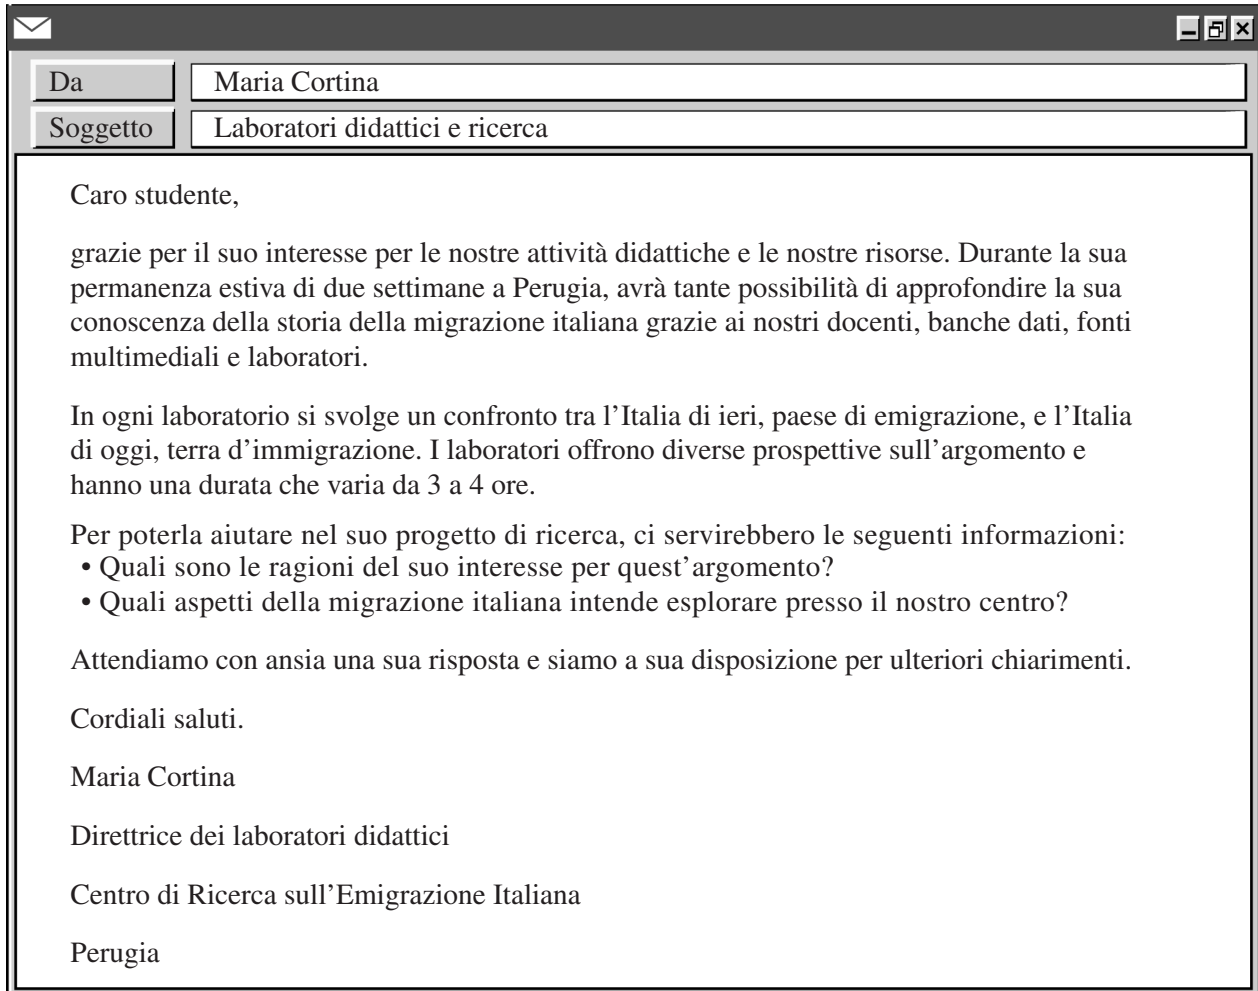 Da
Maria Cortina
Soggetto
Laboratori didattici e ricerca
Caro studente,
grazie per il suo interesse per le nostre attività didattiche e le nostre risorse. Durante la sua
permanenza estiva di due settimane a Perugia, avrà tante possibilità di approfondire la sua
conoscenza della storia della migrazione italiana grazie ai nostri docenti, banche dati, fonti
multimediali e laboratori.
In ogni laboratorio si svolge un confronto tra l’Italia di ieri, paese di emigrazione, e l’Italia
di oggi, terra d’immigrazione. I laboratori offrono diverse prospettive sull’argomento e
hanno una durata che varia da 3 a 4 ore.
Per poterla aiutare nel suo progetto di ricerca, ci servirebbero le seguenti informazioni:
• Quali sono le ragioni del suo interesse per quest’argomento?
• Quali aspetti della migrazione italiana intende esplorare presso il nostro centro?
Attendiamo con ansia una sua risposta e siamo a sua disposizione per ulteriori chiarimenti.
Cordiali saluti.
Maria Cortina
Direttrice dei laboratori didattici
Centro di Ricerca sull’Emigrazione Italiana
Perugia